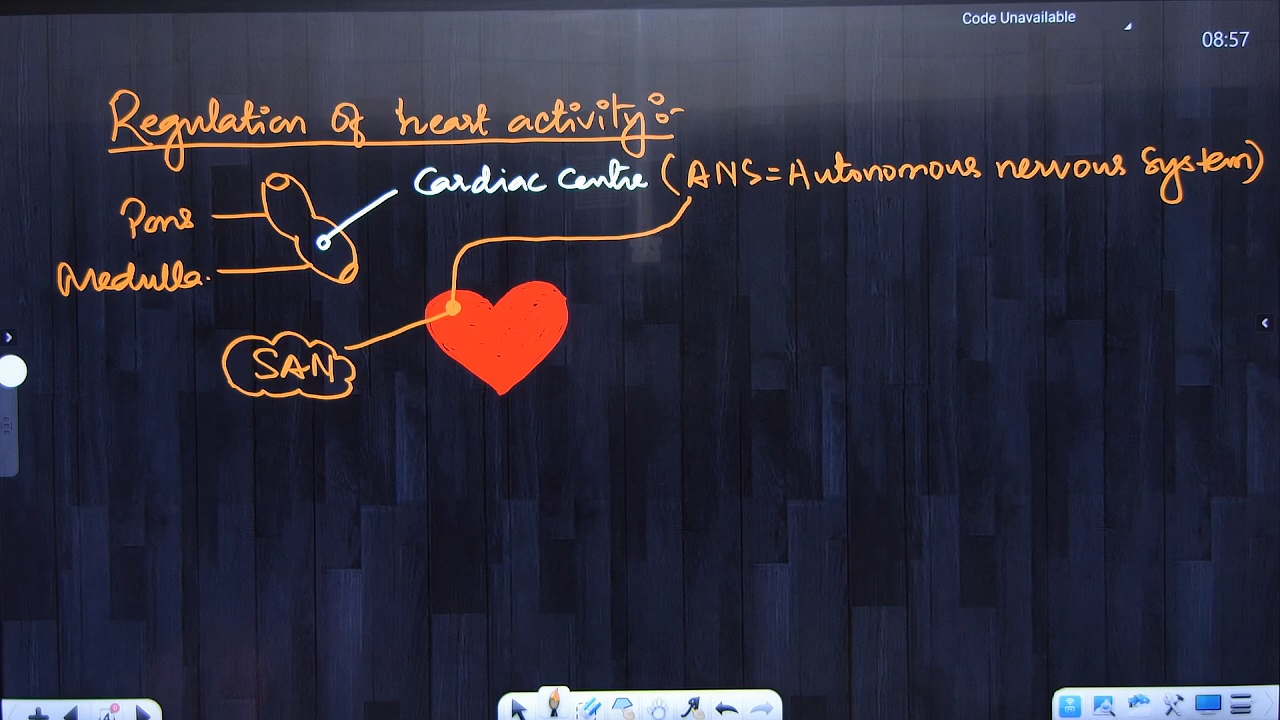 Code Unavailable
08:57
Regulation of heart activity :-
Cardiac Centre (ANS = Autonomous nervous System)
Pons
Medulla.
SAN